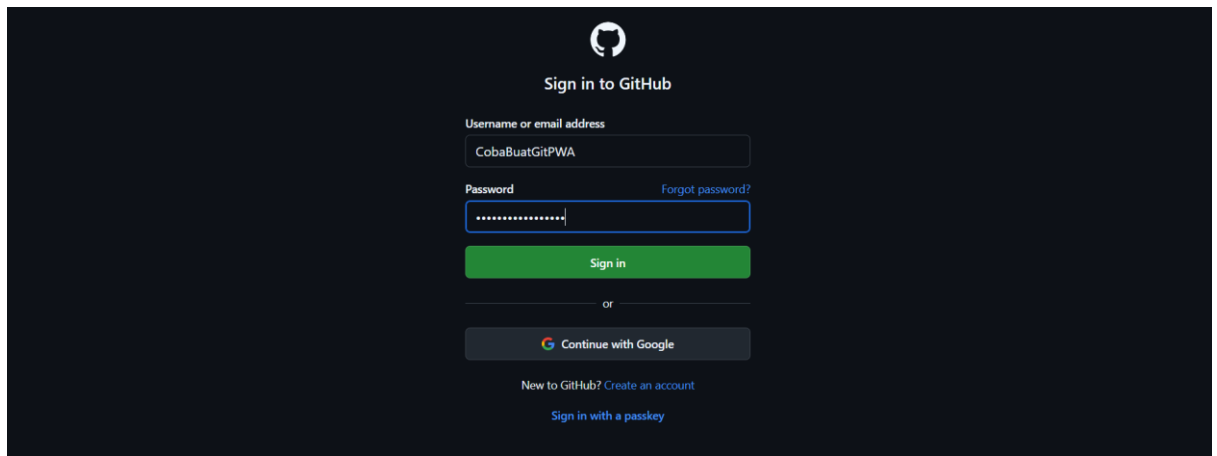 Sign in to GitHub
Username or email address
CobaBuatGitPWA
Password Forgot password?
•••••••••••••••••
Sign in
or
Continue with Google
New to GitHub? Create an account
Sign in with a passkey